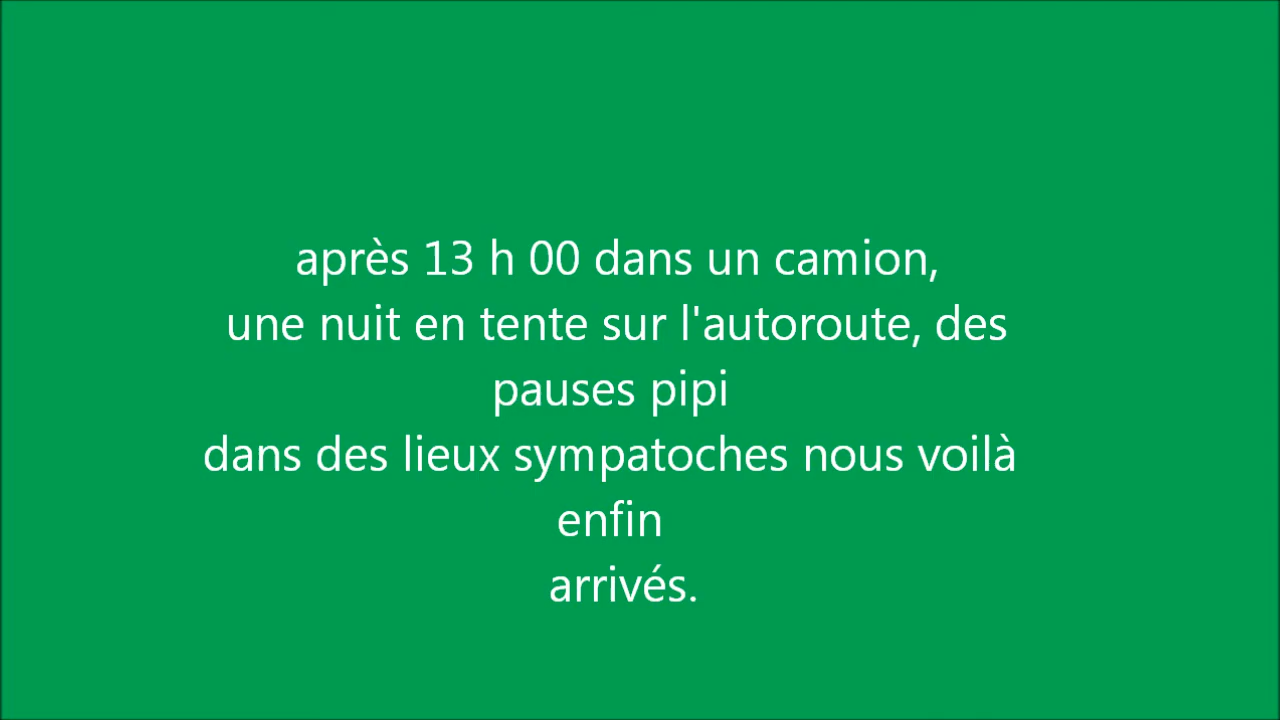 après 13 h 00 dans un camion,
une nuit en tente sur l'autoroute, des
pauses pipi
dans des lieux sympatoches nous voilà
enfin
arrivés.